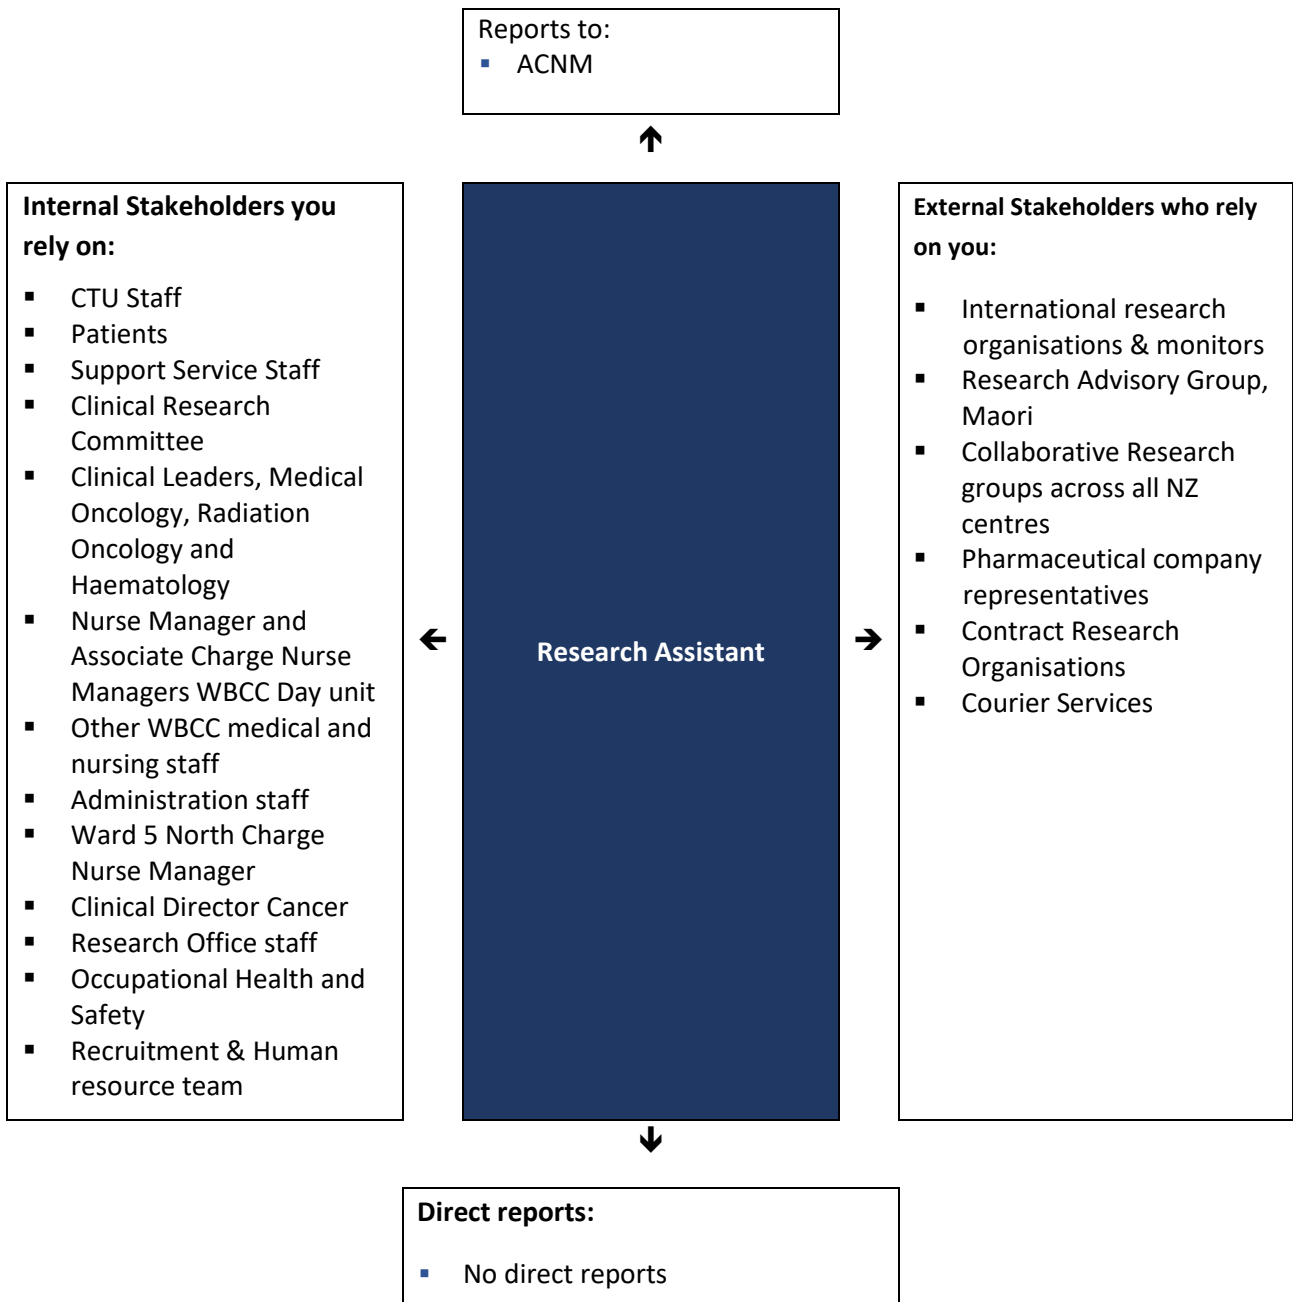 Reports to:
▪ ACNM
Internal Stakeholders you
rely on:
▪ CTU Staff
▪ Patients
▪ Support Service Staff
▪ Clinical Research
Committee
▪ Clinical Leaders, Medical
Oncology, Radiation
Oncology and
Haematology
▪ Nurse Manager and
Associate Charge Nurse
Managers WBCC Day unit
▪ Other WBCC medical and
nursing staff
▪ Administration staff
▪ Ward 5 North Charge
Nurse Manager
▪ Clinical Director Cancer
▪ Research Office staff
▪ Occupational Health and
Safety
▪ Recruitment & Human
resource team
Research Assistant
External Stakeholders who rely
on you:
▪ International research
organisations & monitors
▪ Research Advisory Group,
Maori
▪ Collaborative Research
groups across all NZ
centres
▪ Pharmaceutical company
representatives
▪ Contract Research
Organisations
▪ Courier Services
Direct reports:
▪ No direct reports